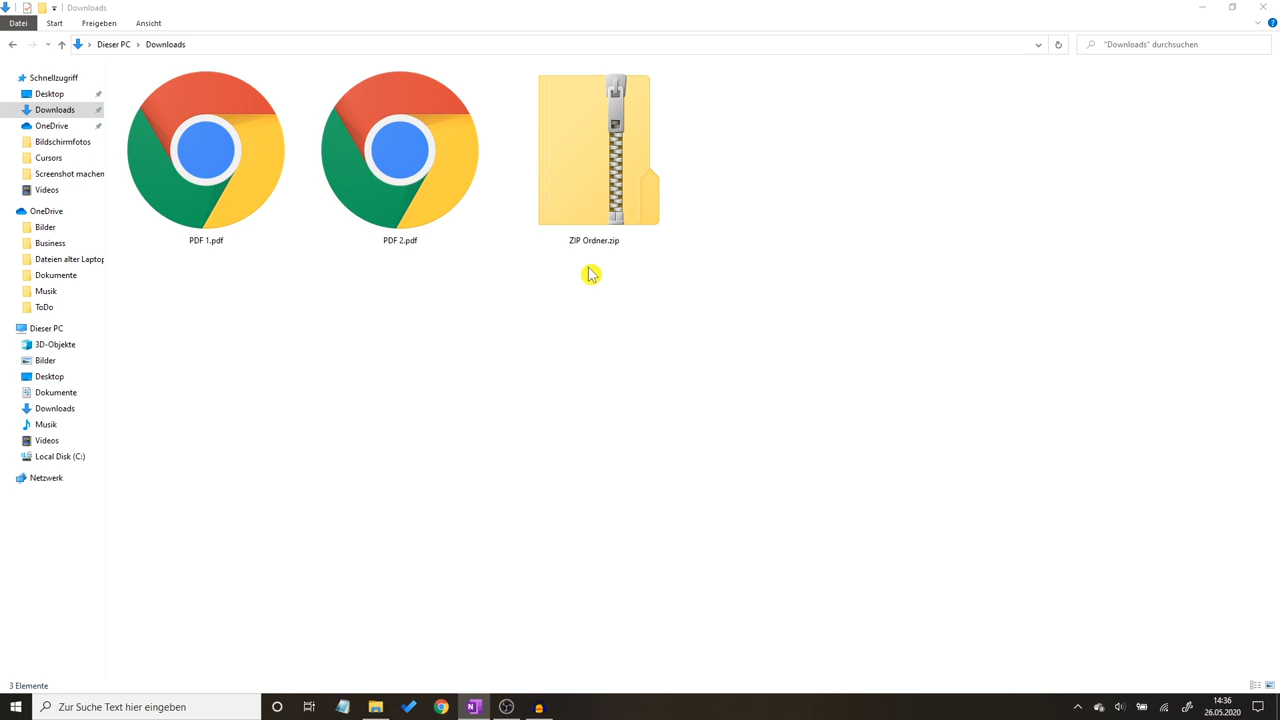 Downloads
Datei Start Freigeben Ansicht
Dieser PC Downloads "Downloads" durchsuchen
Schnellzugriff
Desktop
Downloads
OneDrive
Bildschirmfotos
Cursors
Screenshot machen
Videos
OneDrive
Bilder
Business
Dateien alter Laptop
Dokumente
Musik
ToDo
Dieser PC
3D-Objekte
Bilder
Desktop
Dokumente
Downloads
Musik
Videos
Local Disk (C:)
Netzwerk
PDF 1.pdf PDF 2.pdf ZIP Ordner.zip
3 Elemente
Zur Suche Text hier eingeben
14:36
26.05.2020